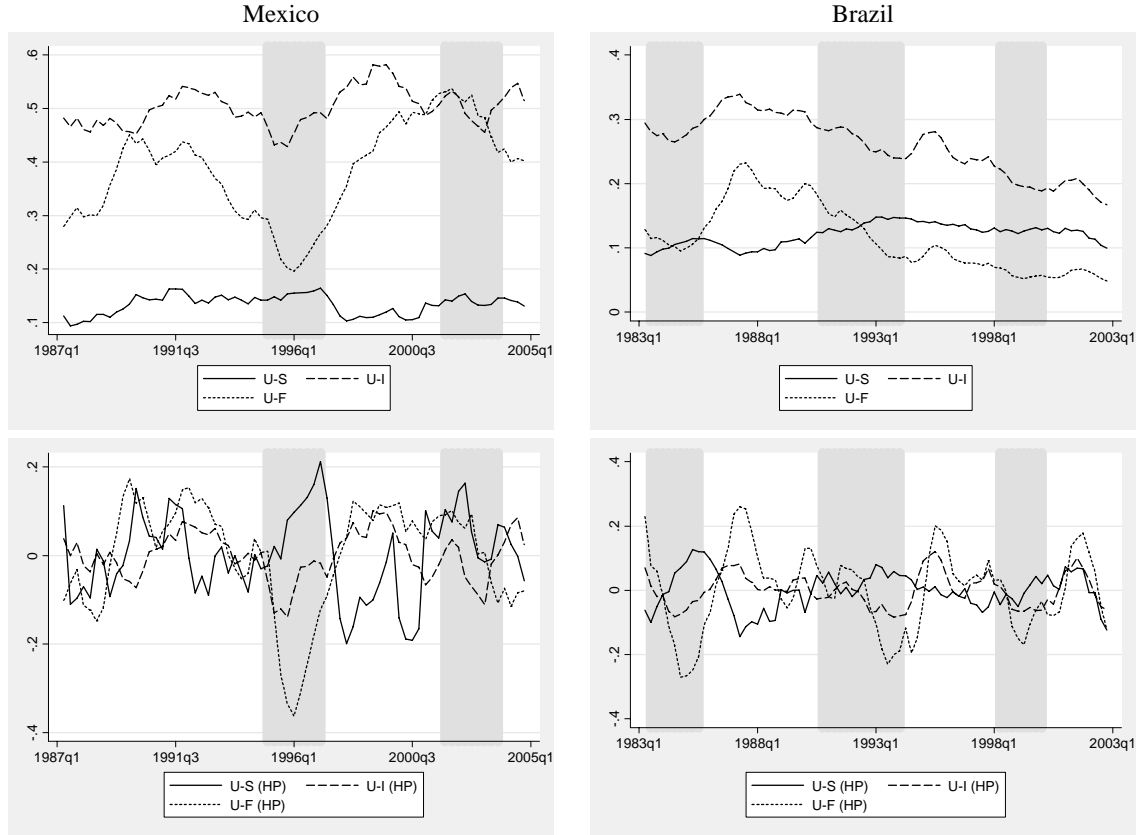 Mexico
Brazil
.6
.5
.4
.3
.2
.1
1987q1 1991q3 1996q1 2000q3 2005q1
U-S U-I
U-F
.4
.3
.2
.1
0
1983q1 1988q1 1993q1 1998q1 2003q1
U-S U-I
U-F
.2
0
-.2
-.4
1987q1 1991q3 1996q1 2000q3 2005q1
U-S (HP) U-I (HP)
U-F (HP)
.4
.2
0
-.2
-.4
1983q1 1988q1 1993q1 1998q1 2003q1
U-S (HP) U-I (HP)
U-F (HP)